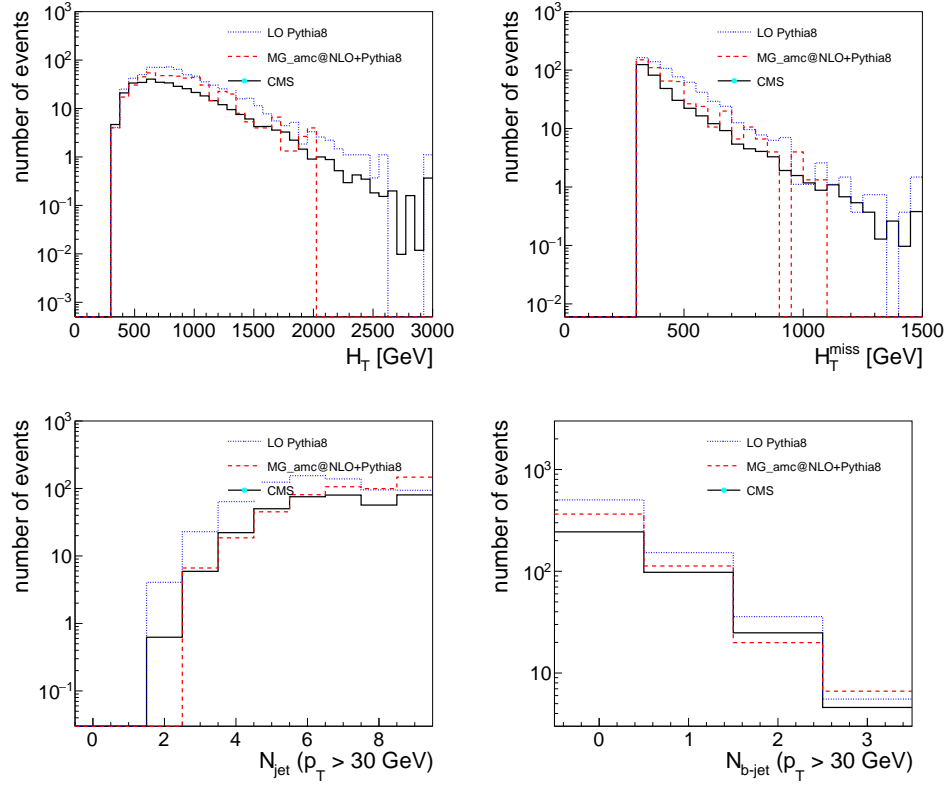 number of events
10³
10²
10
1
10⁻¹
10⁻²
10⁻³
LO Pythia8
MG_amc@NLO+Pythia8
CMS
0 500 1000 1500 2000 2500 3000
H_T [GeV]
number of events
10³
10²
10
1
10⁻¹
10⁻²
LO Pythia8
MG_amc@NLO+Pythia8
CMS
0 500 1000 1500
H_T^miss [GeV]
number of events
10³
10²
10
1
10⁻¹
LO Pythia8
MG_amc@NLO+Pythia8
CMS
0 2 4 6 8
N_jet (p_T > 30 GeV)
number of events
10³
10²
10
LO Pythia8
MG_amc@NLO+Pythia8
CMS
0 1 2 3
N_b-jet (p_T > 30 GeV)